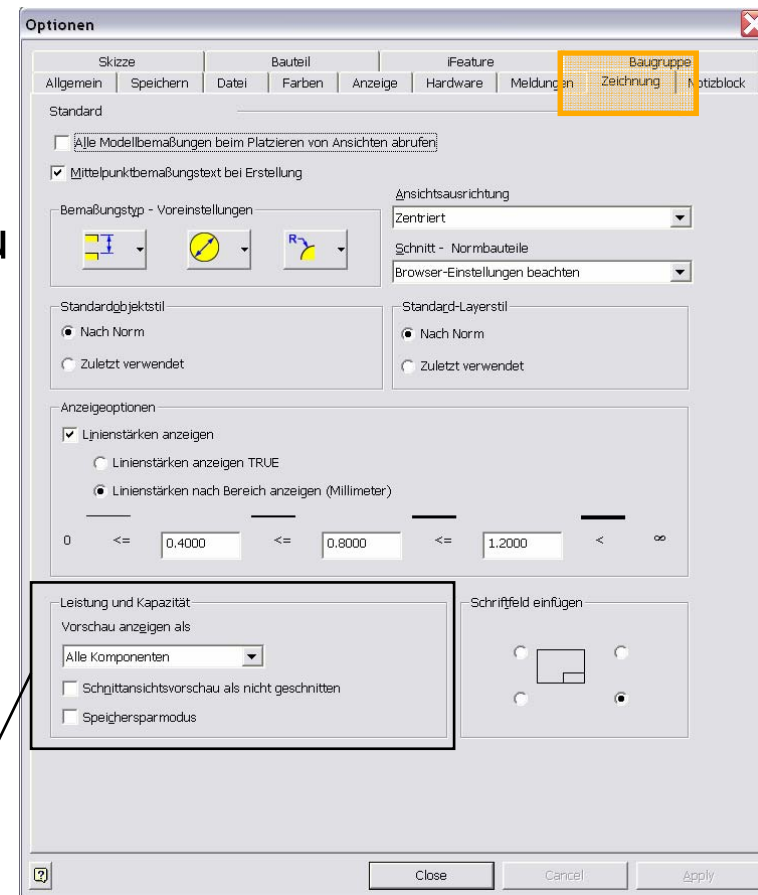 Optionen
Skizze Bauteil iFeature Baugruppe
Allgemein Speichern Datei Farben Anzeige Hardware Meldungen Zeichnung Notizblock
Standard
Alle Modellbemaßungen beim Platzieren von Ansichten abrufen
Mittelpunktbemaßungstext bei Erstellung
Ansichtsausrichtung
Bemaßungstyp - Voreinstellungen
Zentriert
u
R
Schnitt - Normbauteile
Browser-Einstellungen beachten
Standardobjektstil Standard-Layerstil
Nach Norm Nach Norm
Zuletzt verwendet Zuletzt verwendet
Anzeigeoptionen
Linienstärken anzeigen
Linienstärken anzeigen TRUE
Linienstärken nach Bereich anzeigen (Millimeter)
0 <= 0.4000 <= 0.8000 <= 1.2000 < ∞
Leistung und Kapazität Schriftfeld einfügen
Vorschau anzeigen als
Alle Komponenten
Schnittansichtsvorschau als nicht geschnitten
Speichersparmodus
? Close Cancel Apply